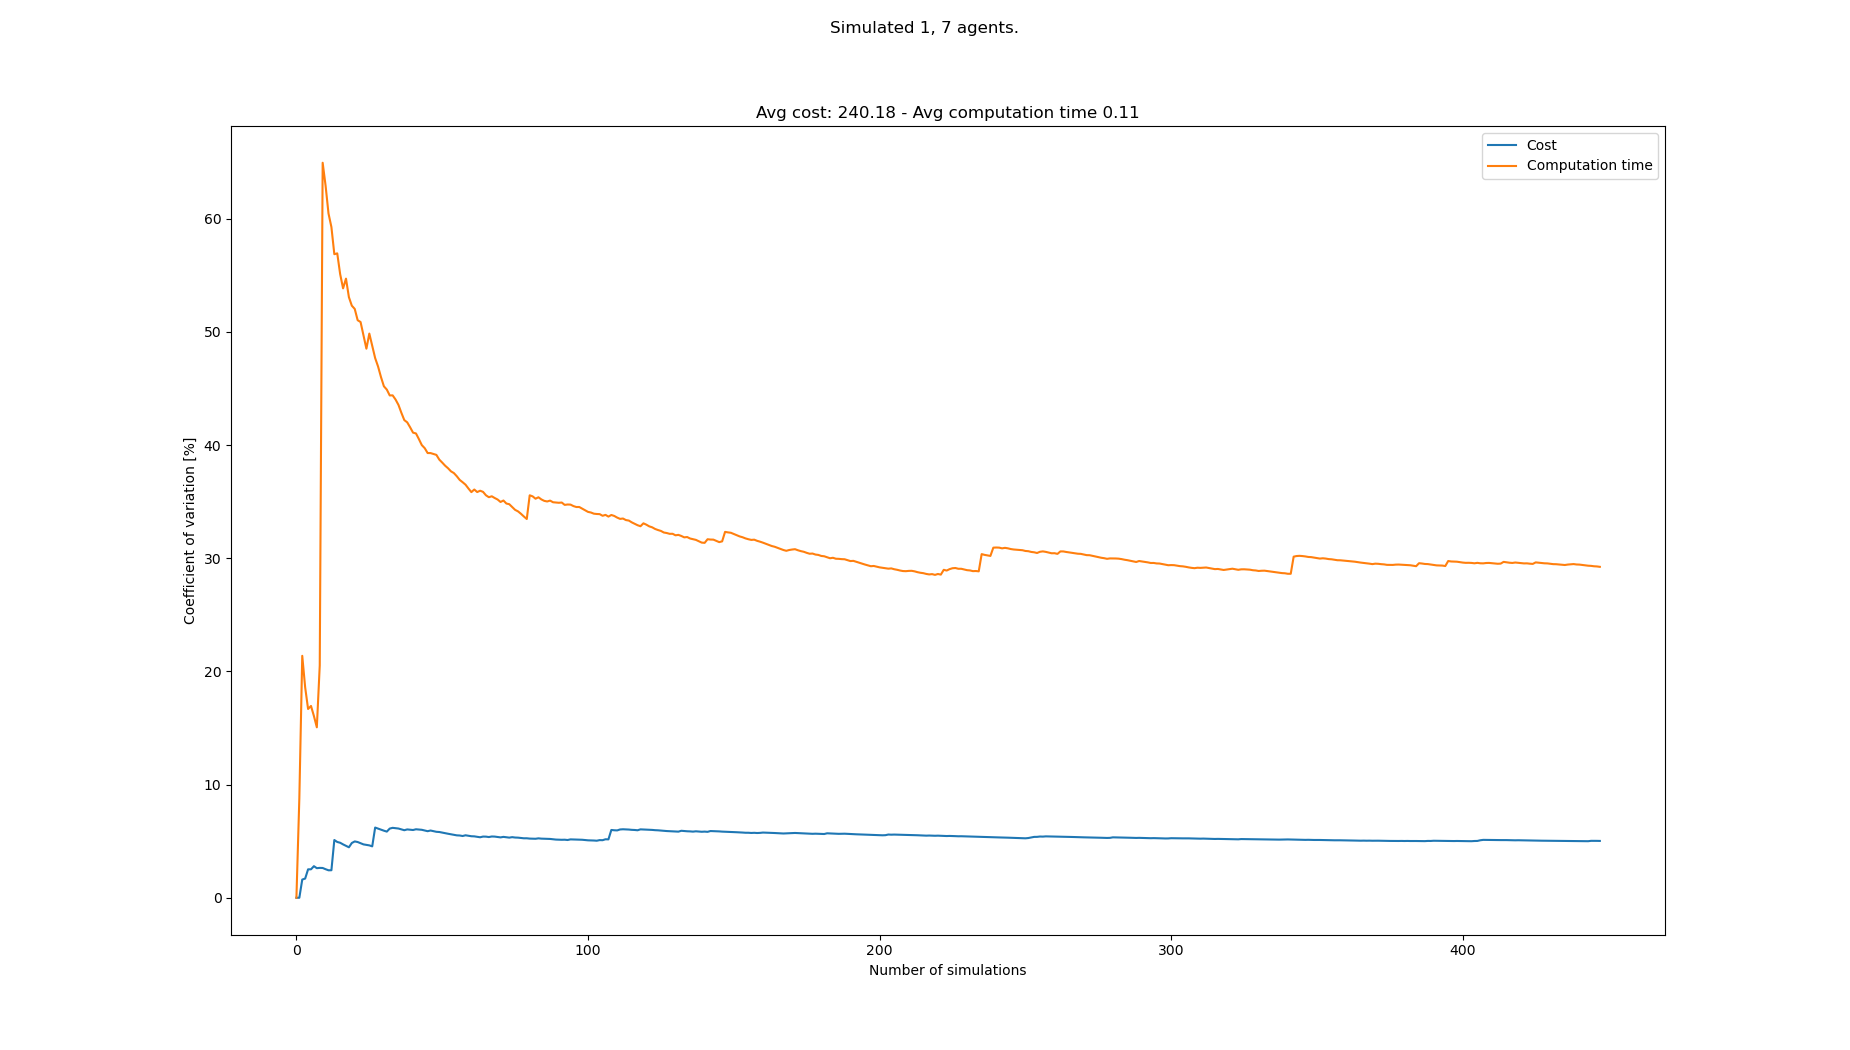 Simulated 1, 7 agents.
Avg cost: 240.18 - Avg computation time 0.11
Cost
Computation time
Coefficient of variation [%]
60
50
40
30
20
10
0
0 100 200 300 400
Number of simulations